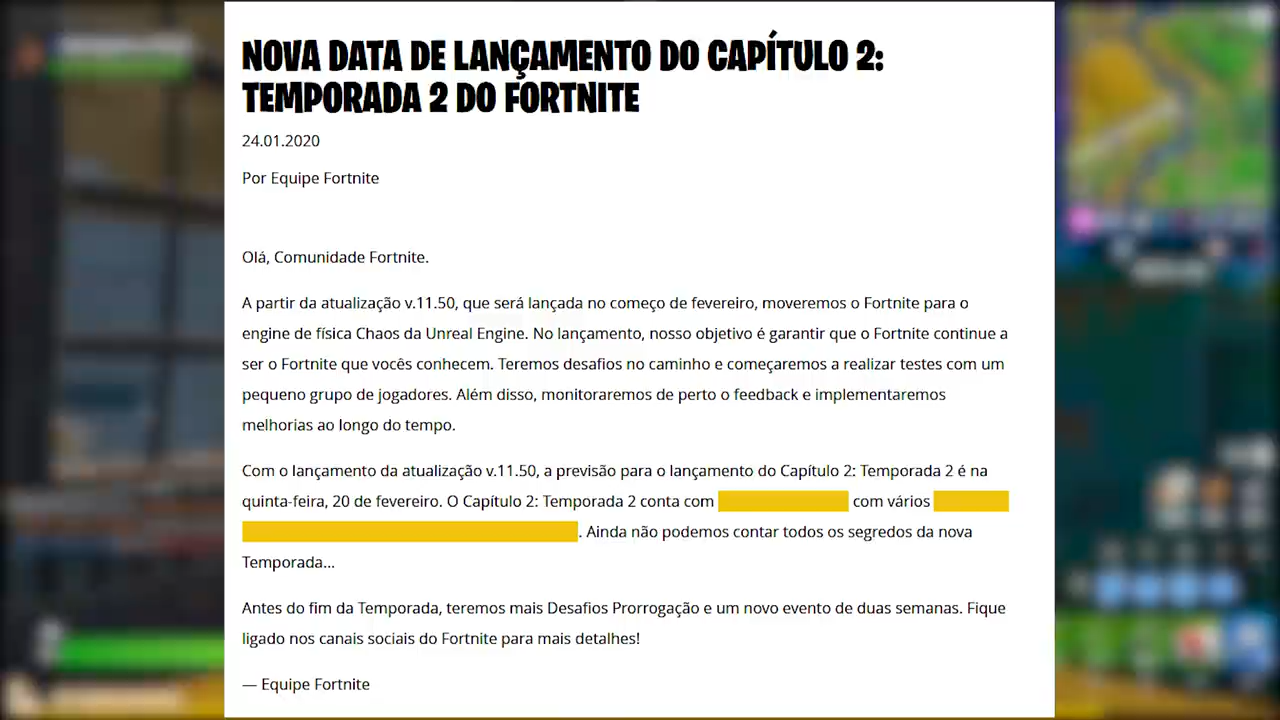 NOVA DATA DE LANÇAMENTO DO CAPÍTULO 2:
TEMPORADA 2 DO FORTNITE
24.01.2020
Por Equipe Fortnite
Olá, Comunidade Fortnite.
A partir da atualização v.11.50, que será lançada no começo de fevereiro, moveremos o Fortnite para o
engine de física Chaos da Unreal Engine. No lançamento, nosso objetivo é garantir que o Fortnite continue a
ser o Fortnite que vocês conhecem. Teremos desafios no caminho e começaremos a realizar testes com um
pequeno grupo de jogadores. Além disso, monitoraremos de perto o feedback e implementaremos
melhorias ao longo do tempo.
Com o lançamento da atualização v.11.50, a previsão para o lançamento do Capítulo 2: Temporada 2 é na
quinta-feira, 20 de fevereiro. O Capítulo 2: Temporada 2 conta com com vários
. Ainda não podemos contar todos os segredos da nova
Temporada...
Antes do fim da Temporada, teremos mais Desafios Prorrogação e um novo evento de duas semanas. Fique
ligado nos canais sociais do Fortnite para mais detalhes!
— Equipe Fortnite